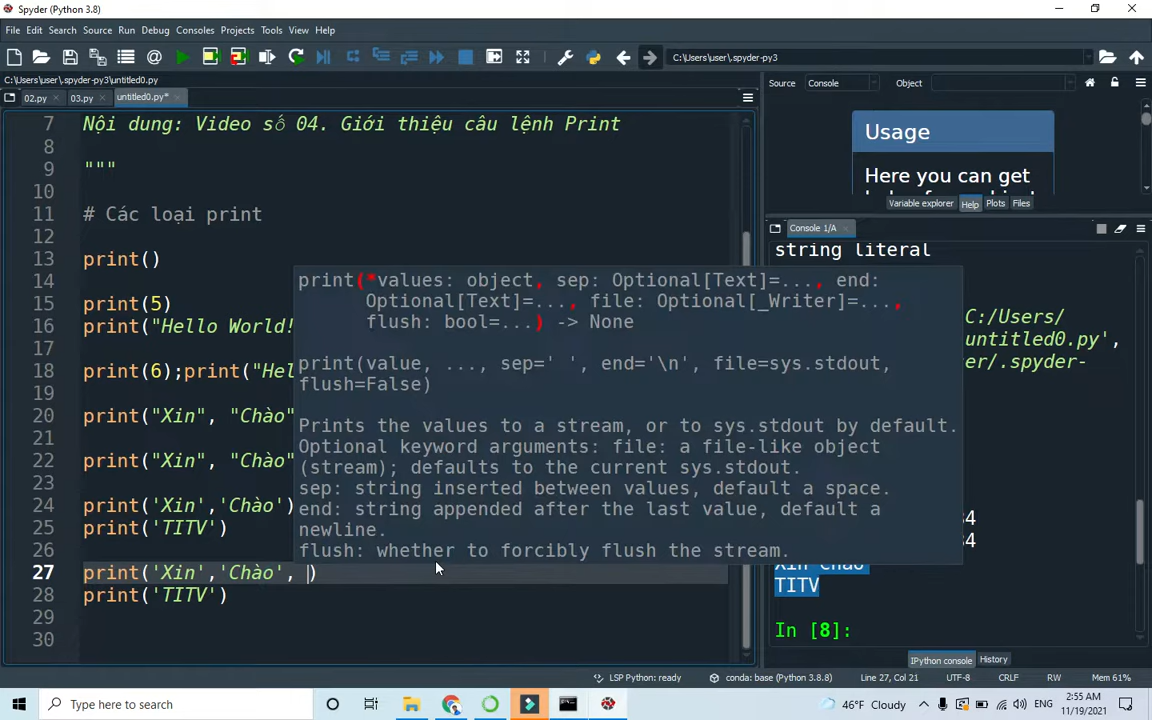 Spyder (Python 3.8)
File Edit Search Source Run Debug Consoles Projects Tools View Help
C:\Users\user\.spyder-py3
C:\Users\user\.spyder-py3\untitled0.py
Source Console Object
02.py 03.py untitled0.py*
7 Nội dung: Video số 04. Giới thiệu câu lệnh Print
8
9 """
10
11 # Các loại print
12
13 print()
14
15 print(5)
16 print("Hello World!
17
18 print(6);print("Hel
19
20 print("Xin", "Chào"
21
22 print("Xin", "Chào"
23
24 print('Xin','Chào')
25 print('TITV')
26
27 print('Xin','Chào', )
28 print('TITV')
29
30
print(*values: object, sep: Optional[Text]=..., end:
Optional[Text]=..., file: Optional[_Writer]=...,
flush: bool=...) -> None
print(value, ..., sep=' ', end='\n', file=sys.stdout,
flush=False)
Prints the values to a stream, or to sys.stdout by default.
Optional keyword arguments: file: a file-like object
(stream); defaults to the current sys.stdout.
sep: string inserted between values, default a space.
end: string appended after the last value, default a
newline.
flush: whether to forcibly flush the stream.
Usage
Here you can get
Variable explorer Help Plots Files
Console 1/A
string literal
C:/Users/
untitled0.py',
er/.spyder-
34
34
Xin Chào
TITV
In [8]:
IPython console History
LSP Python: ready conda: base (Python 3.8.8) Line 27, Col 21 UTF-8 CRLF RW Mem 61%
Type here to search
46°F Cloudy
2:55 AM
11/19/2021